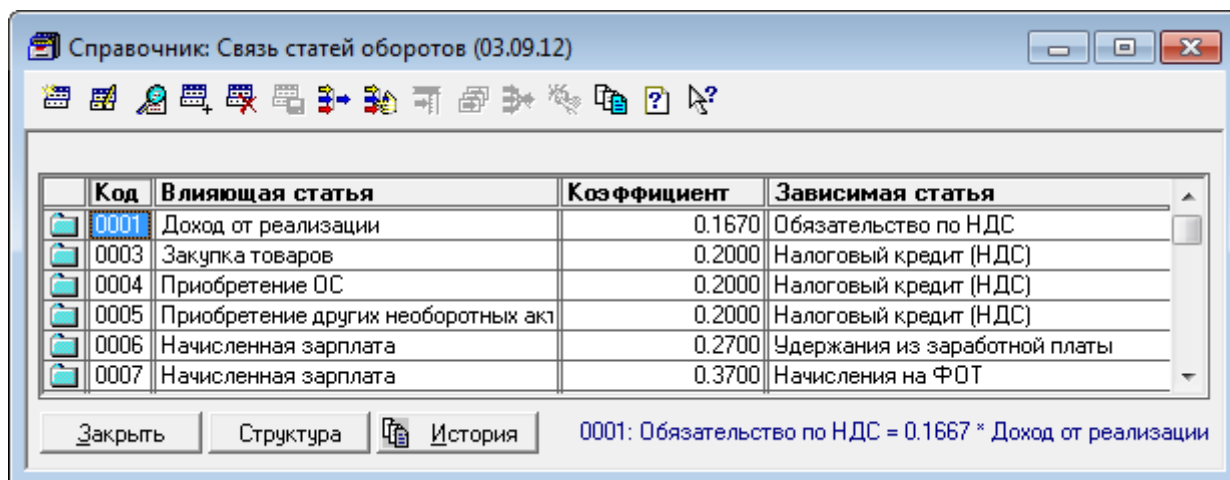 Справочник: Связь статей оборотов (03.09.12)
Код Влияющая статья Коэффициент Зависимая статья
0001 Доход от реализации 0.1670 Обязательство по НДС
0003 Закупка товаров 0.2000 Налоговый кредит (НДС)
0004 Приобретение ОС 0.2000 Налоговый кредит (НДС)
0005 Приобретение других необоротных акт 0.2000 Налоговый кредит (НДС)
0006 Начисленная зарплата 0.2700 Удержания из заработной платы
0007 Начисленная зарплата 0.3700 Начисления на ФОТ
Закрыть Структура История 0001: Обязательство по НДС = 0.1667 * Доход от реализации